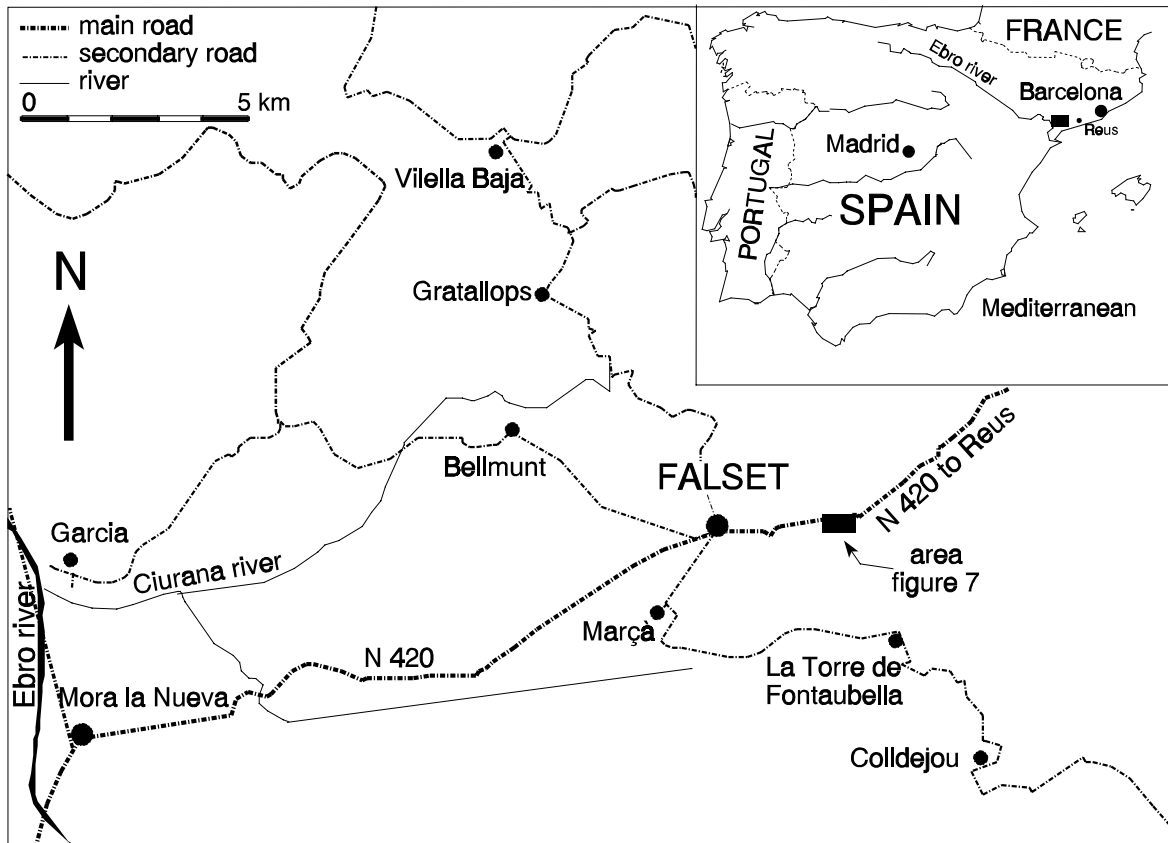 main road
secondary road
river
0 5 km
FRANCE
Ebro river
Barcelona
Reus
Madrid
PORTUGAL
SPAIN
Mediterranean
Vilella Baja
N
Gratallops
Bellmunt
FALSET
N 420 to Reus
Garcia
Ciurana river
area
figure 7
Ebro river
Marçà
N 420
Mora la Nueva
La Torre de
Fontaubella
Colldejou